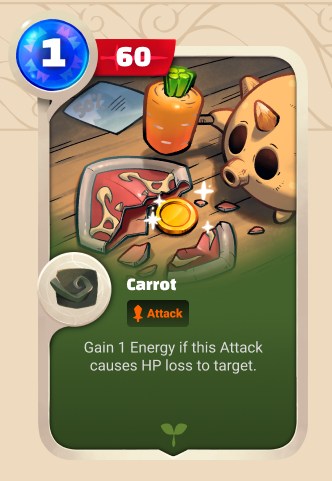 1
60
Carrot
Attack
Gain 1 Energy if this Attack
causes HP loss to target.